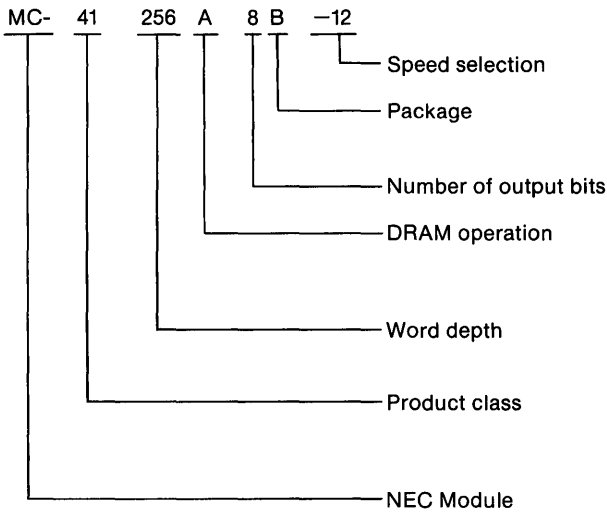 MC- 41 256 A 8 B -12
Speed selection
Package
Number of output bits
DRAM operation
Word depth
Product class
NEC Module